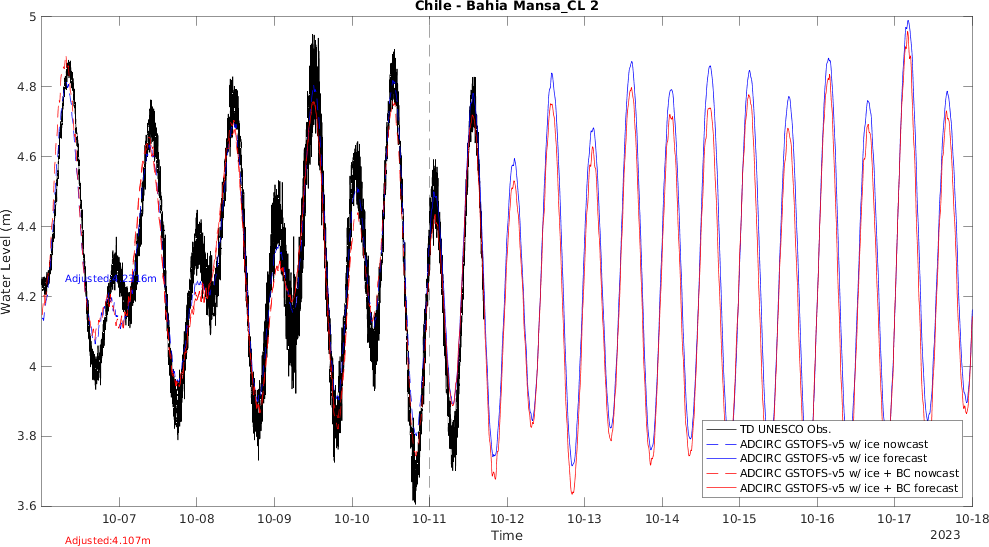 Chile - Bahia Mansa_CL 2
Water Level (m)
5
4.8
4.6
4.4
4.2
4
3.8
3.6
TD UNESCO Obs.
ADCIRC GSTOFS-v5 w/ ice nowcast
ADCIRC GSTOFS-v5 w/ ice forecast
ADCIRC GSTOFS-v5 w/ ice + BC nowcast
ADCIRC GSTOFS-v5 w/ ice + BC forecast
10-07 10-08 10-09 10-10 10-11 10-12 10-13 10-14 10-15 10-16 10-17 10-18
Time
2023
Adjusted:4.107m